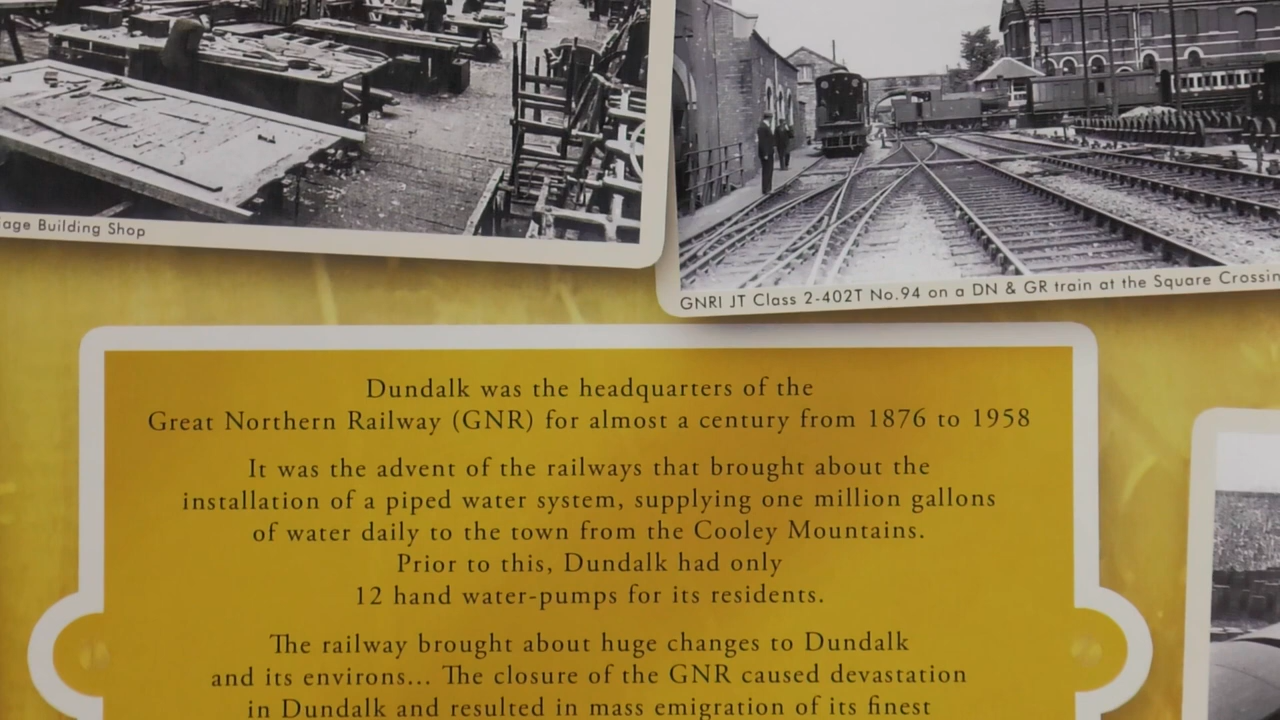 age Building Shop
GNRI JT Class 2-402T No.94 on a DN & GR train at the Square Crossin
Dundalk was the headquarters of the
Great Northern Railway (GNR) for almost a century from 1876 to 1958
It was the advent of the railways that brought about the
installation of a piped water system, supplying one million gallons
of water daily to the town from the Cooley Mountains.
Prior to this, Dundalk had only
12 hand water-pumps for its residents.
The railway brought about huge changes to Dundalk
and its environs... The closure of the GNR caused devastation
in Dundalk and resulted in mass emigration of its finest